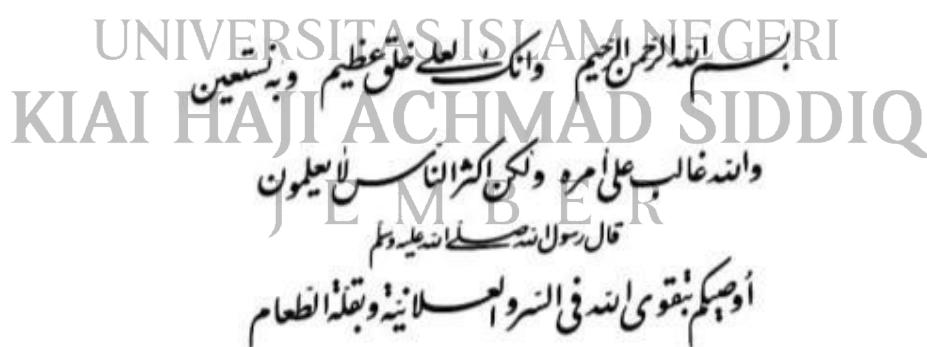 UNIVERSITAS ISLAM NEGERI
بسم الله الرحمن الرحيم وانك لعلى خلق عظيم وبه نستعين
KIAI HAJI ACHMAD SIDDIQ
والله غالب على أمره ولكن اكثر الناس لا يعلمون
JEMBER
قال رسول الله صلى الله عليه وسلم
أوصيكم بتقوى الله فى السر والعلانية وبقلة الطعام